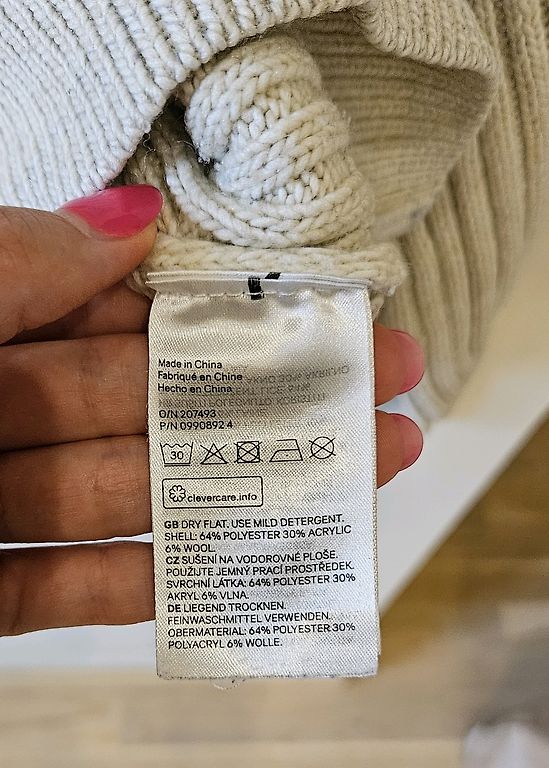 Made in China
Fabriqué en Chine
Hecho en China
O/N 207493
P/N 0990892 4
30
clevercare.info
GB DRY FLAT. USE MILD DETERGENT.
SHELL: 64% POLYESTER 30% ACRYLIC
6% WOOL.
CZ SUŠENÍ NA VODOROVNÉ PLOŠE.
POUŽIJTE JEMNÝ PRACÍ PROSTŘEDEK.
SVRCHNÍ LÁTKA: 64% POLYESTER 30%
AKRYL 6% VLNA.
DE LIEGEND TROCKNEN.
FEINWASCHMITTEL VERWENDEN.
OBERMATERIAL: 64% POLYESTER 30%
POLYACRYL 6% WOLLE.